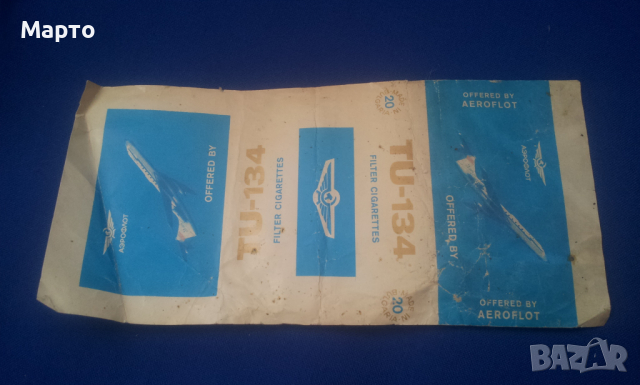 Марто
OFFERED BY
АЭРОФЛОТ
TU-134
FILTER CIGARETTES
20
TU-134
FILTER CIGARETTES
20
OFFERED BY
AEROFLOT
АЭРОФЛОТ
OFFERED BY
OFFERED BY
AEROFLOT
BAZAR